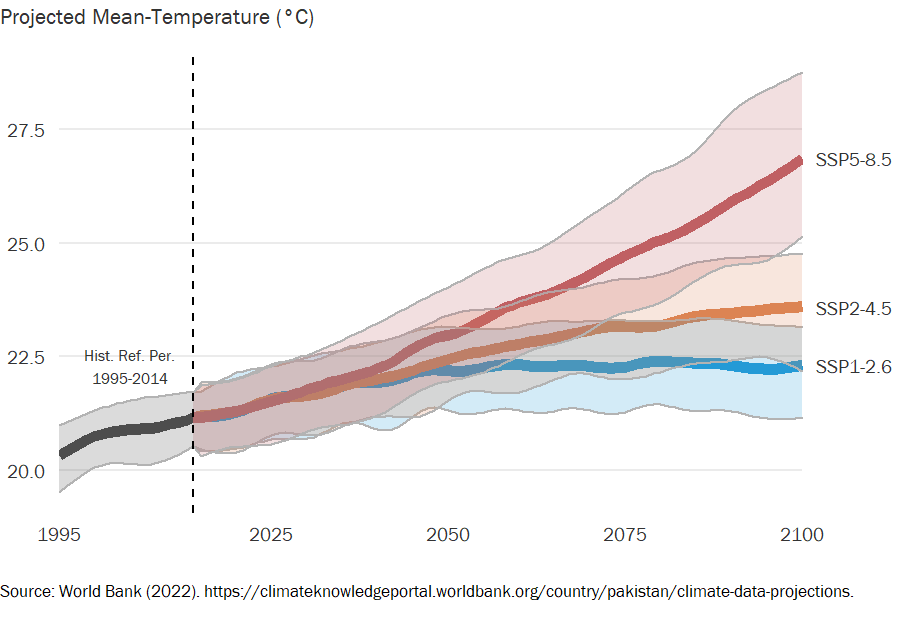 Projected Mean-Temperature (°C)
27.5
SSP5-8.5
25.0
SSP2-4.5
22.5
Hist. Ref. Per.
1995-2014
SSP1-2.6
20.0
1995 2025 2050 2075 2100
Source: World Bank (2022). https://climateknowledgeportal.worldbank.org/country/pakistan/climate-data-projections.